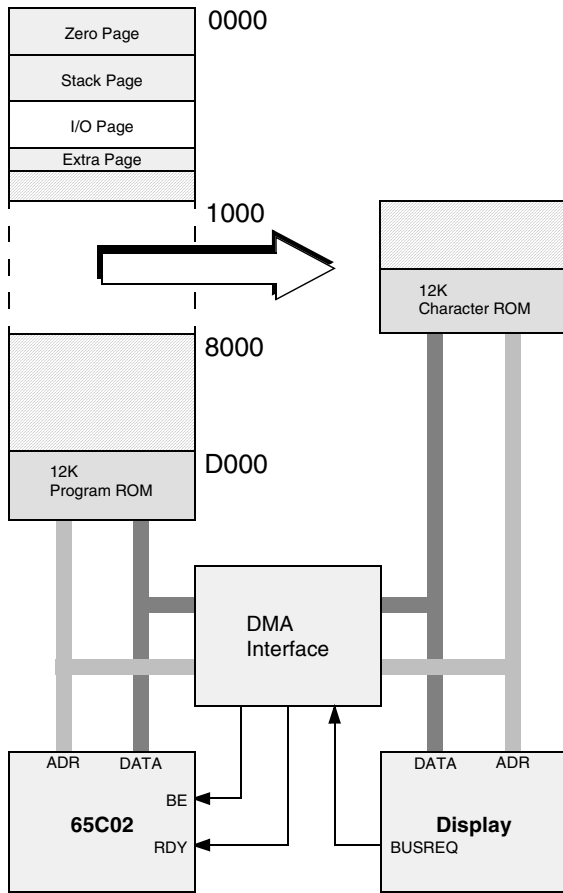 0000
Zero Page
Stack Page
I/O Page
Extra Page
1000
12K
Character ROM
8000
D000
12K
Program ROM
DMA
Interface
ADR
DATA
BE
65C02
RDY
DATA
ADR
Display
BUSREQ